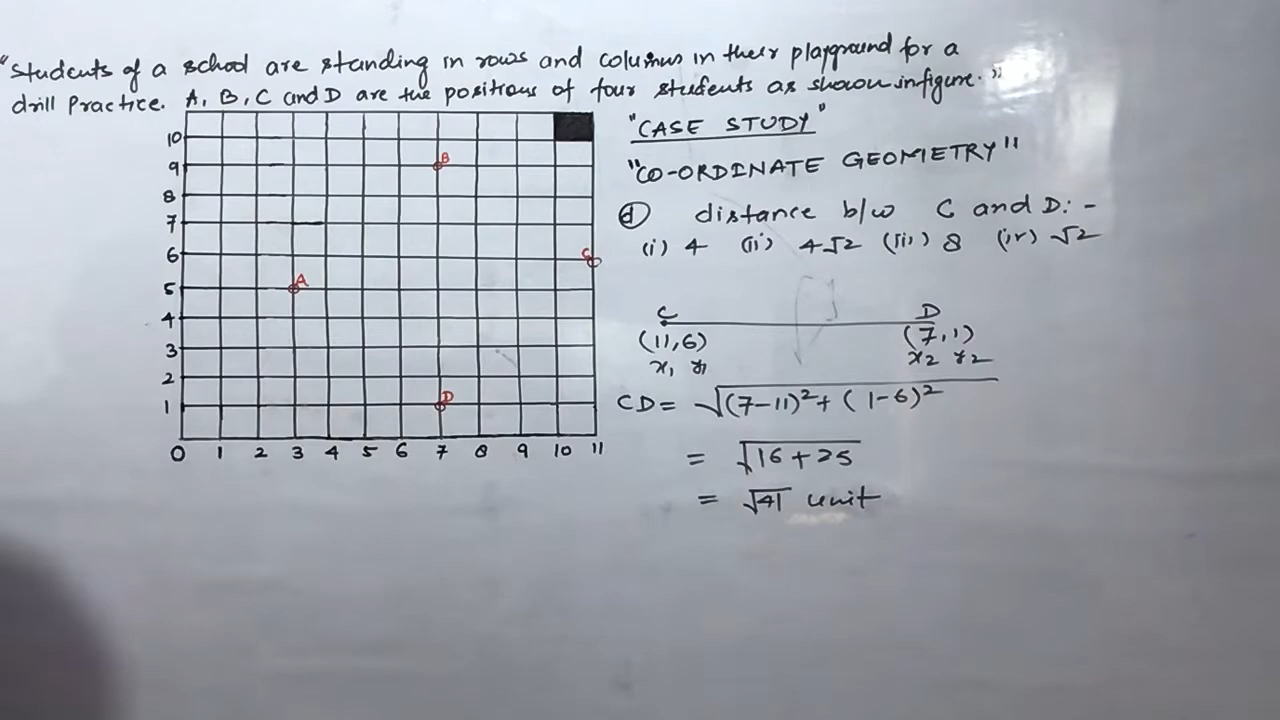 "Students of a school are standing in rows and columns in their playground for a
drill Practice. A, B, C and D are the positions of four students as shown in figure."
"CASE STUDY"
"CO-ORDINATE GEOMETRY"
d) distance b/w C and D:-
(i) 4 (ii) 4√2 (iii) 8 (iv) √2
10
9 B
8
7
6 C
5 A
4
3
2
1 D
0 1 2 3 4 5 6 7 8 9 10 11
C D
(11,6) (7,1)
x₁ y₁ x₂ y₂
CD = √(7-11)²+(1-6)²
= √16+25
= √41 unit